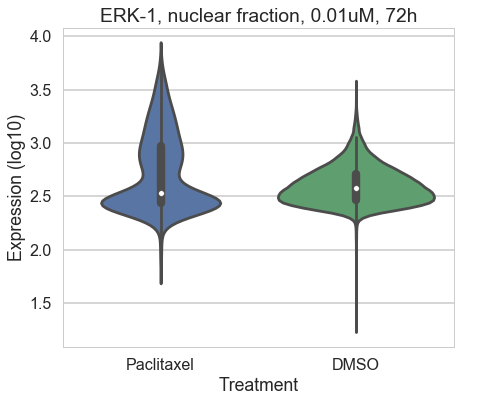 ERK-1, nuclear fraction, 0.01uM, 72h
Expression (log10)
4.0
3.5
3.0
2.5
2.0
1.5
Paclitaxel
DMSO
Treatment